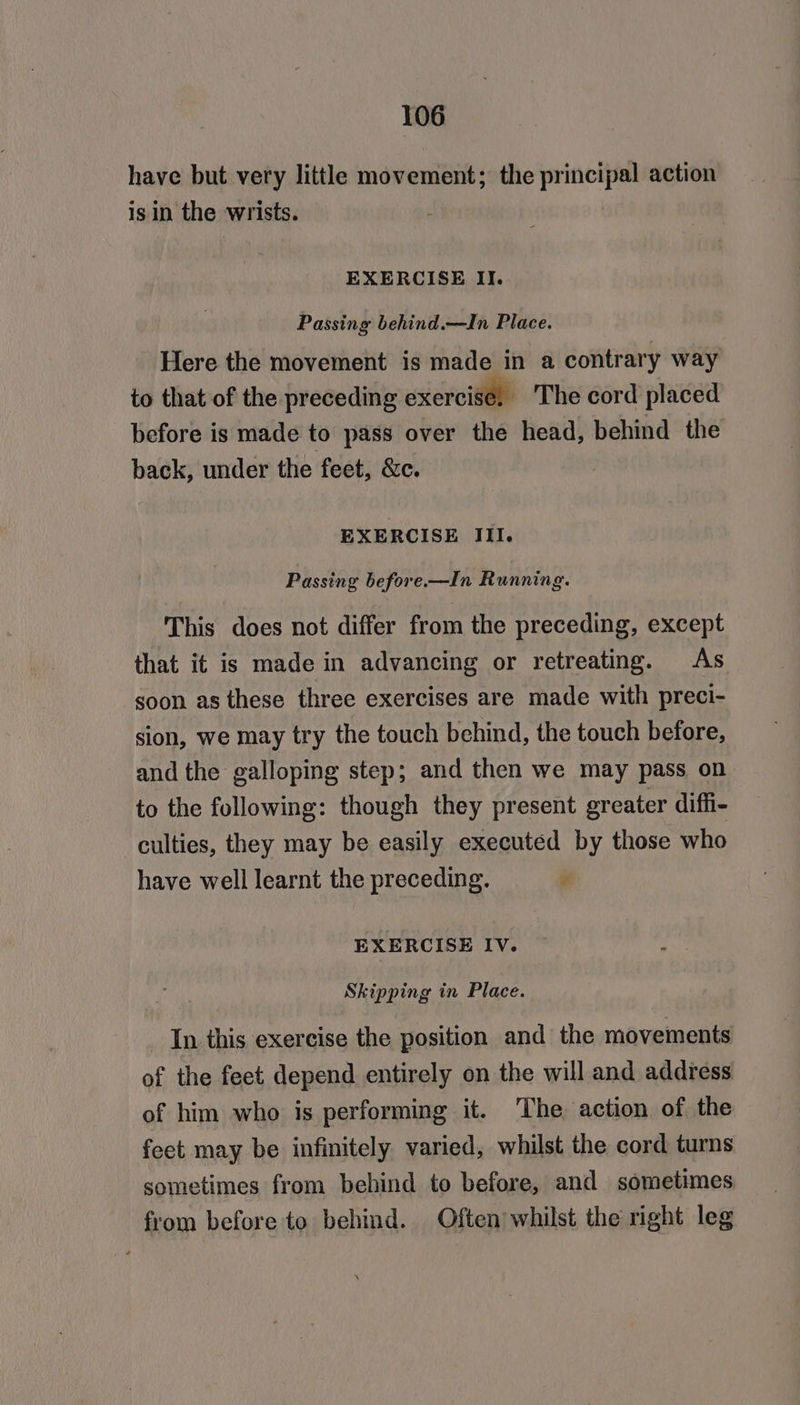 106
have but very little movement; the principal action
is in the wrists.
EXERCISE II.
Passing behind.—In Place.
Here the movement is made in a contrary way
to that of the preceding exercise. The cord placed
before is made to pass over the head, behind the
back, under the feet, &c.
EXERCISE III.
Passing before.—In Running.
This does not differ from the preceding, except
that it is made in advancing or retreating. As
soon as these three exercises are made with preci-
sion, we may try the touch behind, the touch before,
and the galloping step; and then we may pass on
to the following: though they present greater diffi-
culties, they may be easily executed by those who
have well learnt the preceding.
EXERCISE IV.
Skipping in Place.
In this exercise the position and the movements
of the feet depend entirely on the will and address
of him who is performing it. The action of the
feet may be infinitely varied, whilst the cord turns
sometimes from behind to before, and sometimes
from before to behind. Often whilst the right leg